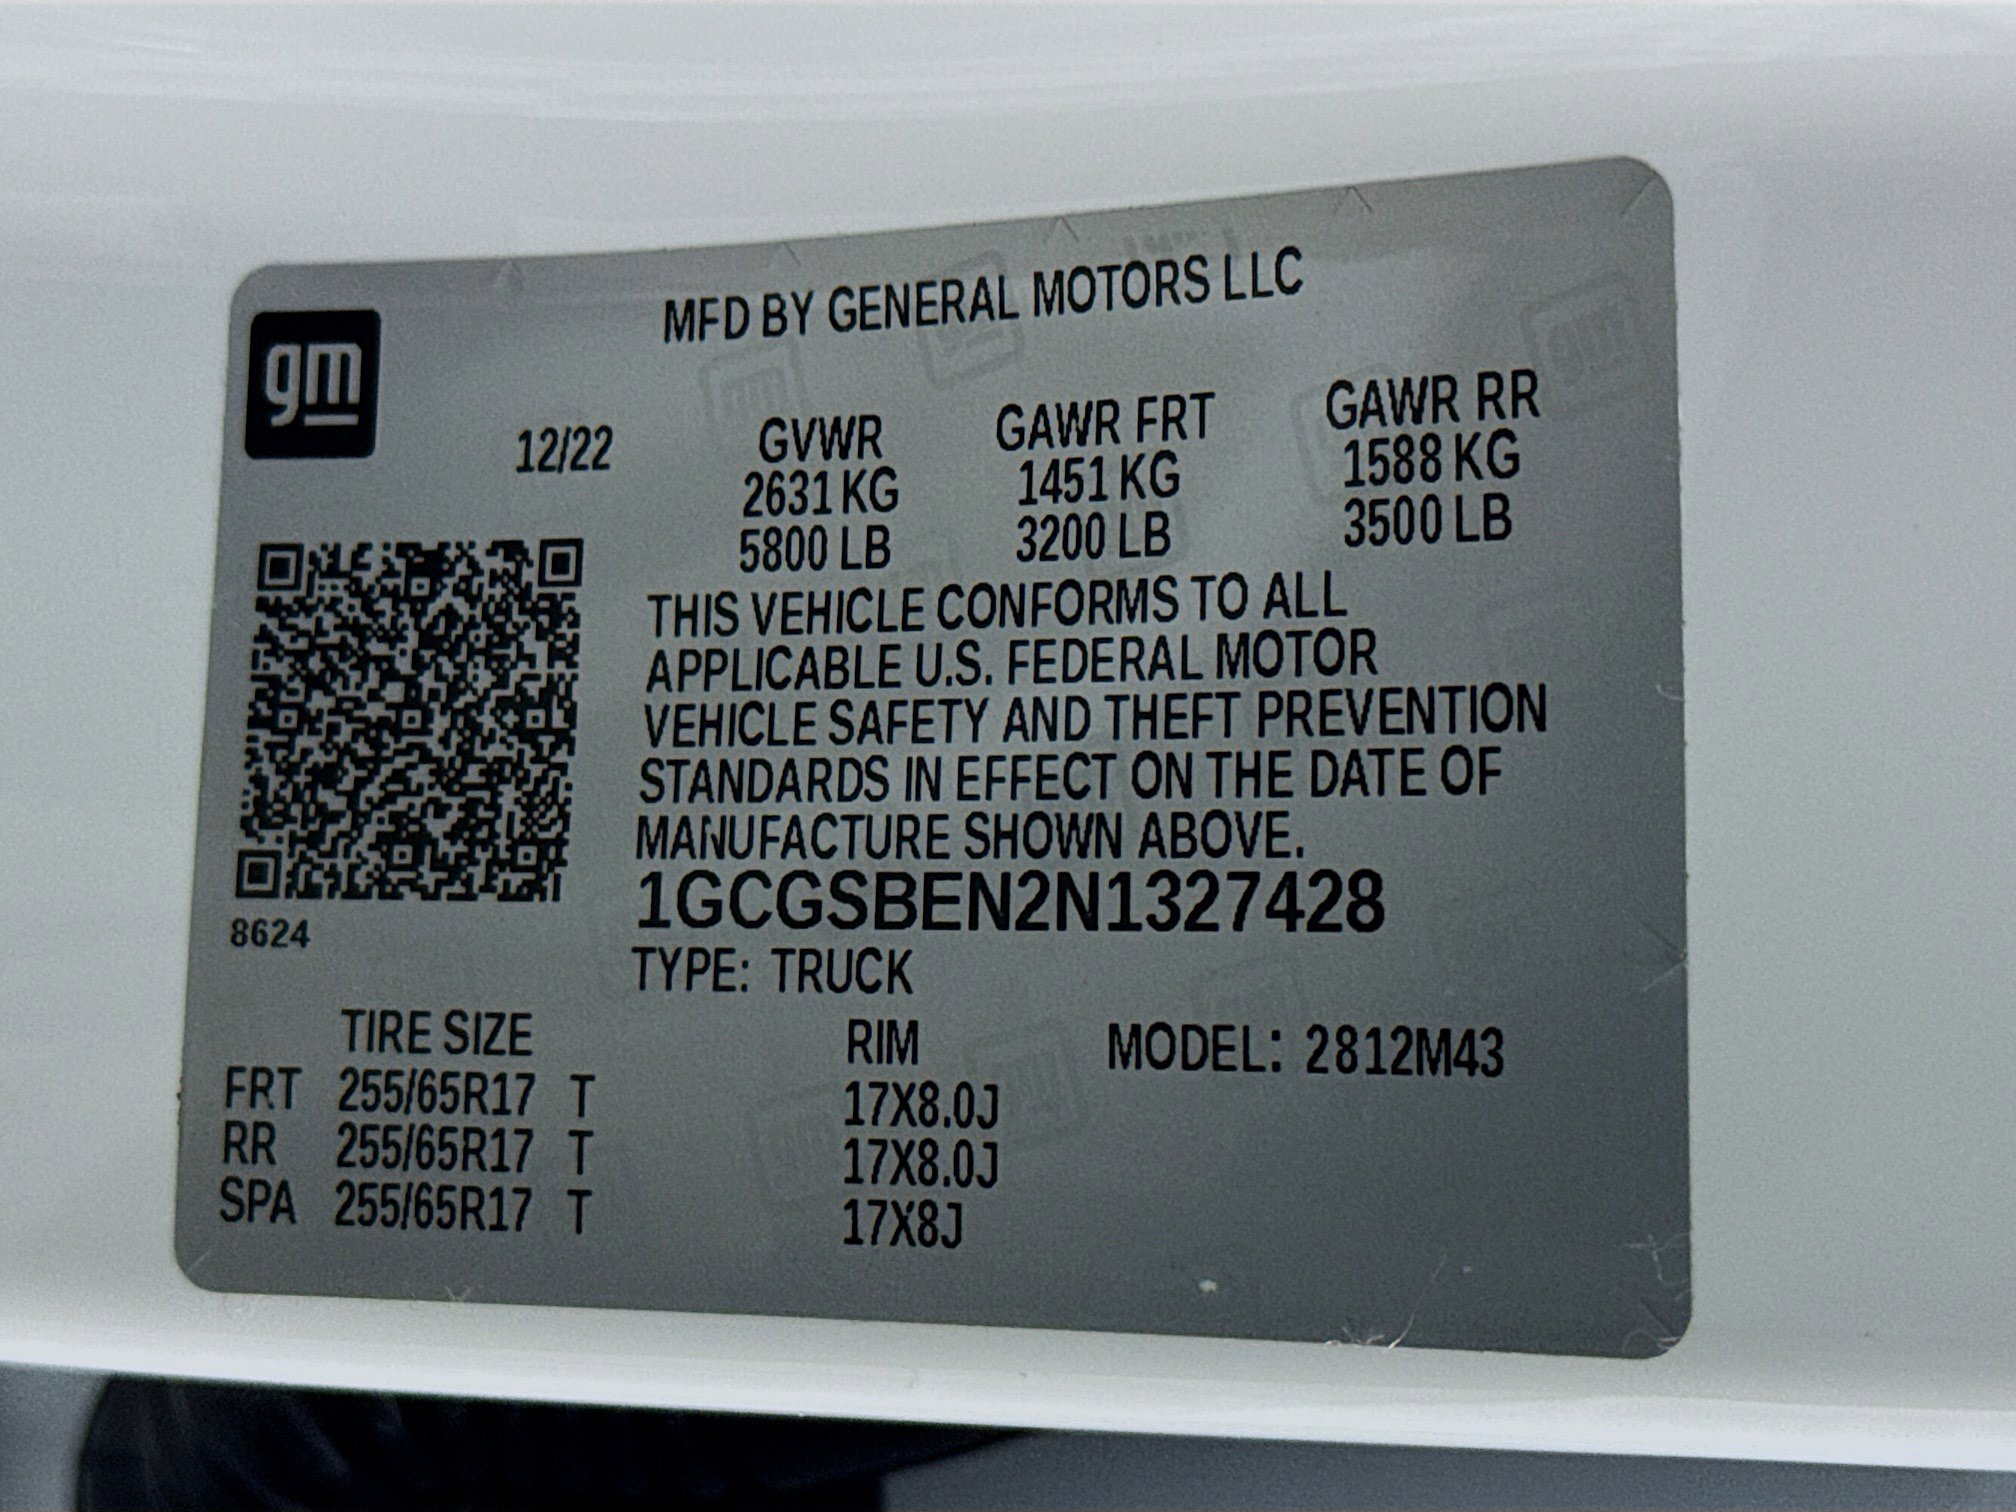 MFD BY GENERAL MOTORS LLC
gm
12/22
GVWR GAWR FRT GAWR RR
2631 KG 1451 KG 1588 KG
5800 LB 3200 LB 3500 LB
THIS VEHICLE CONFORMS TO ALL
APPLICABLE U.S. FEDERAL MOTOR
VEHICLE SAFETY AND THEFT PREVENTION
STANDARDS IN EFFECT ON THE DATE OF
MANUFACTURE SHOWN ABOVE.
1GCGSBEN2N1327428
8624
TYPE: TRUCK
TIRE SIZE RIM MODEL: 2812M43
FRT 255/65R17 T 17X8.0J
RR 255/65R17 T 17X8.0J
SPA 255/65R17 T 17X8J